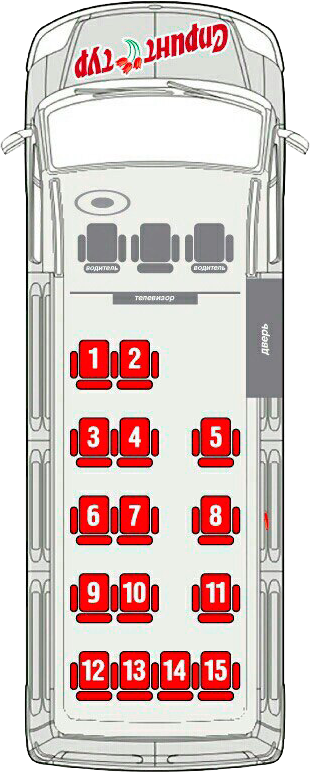 Спринт
тур
водитель водитель
телевизор
дверь
1 2
3 4 5
6 7 8
9 10 11
12 13 14 15